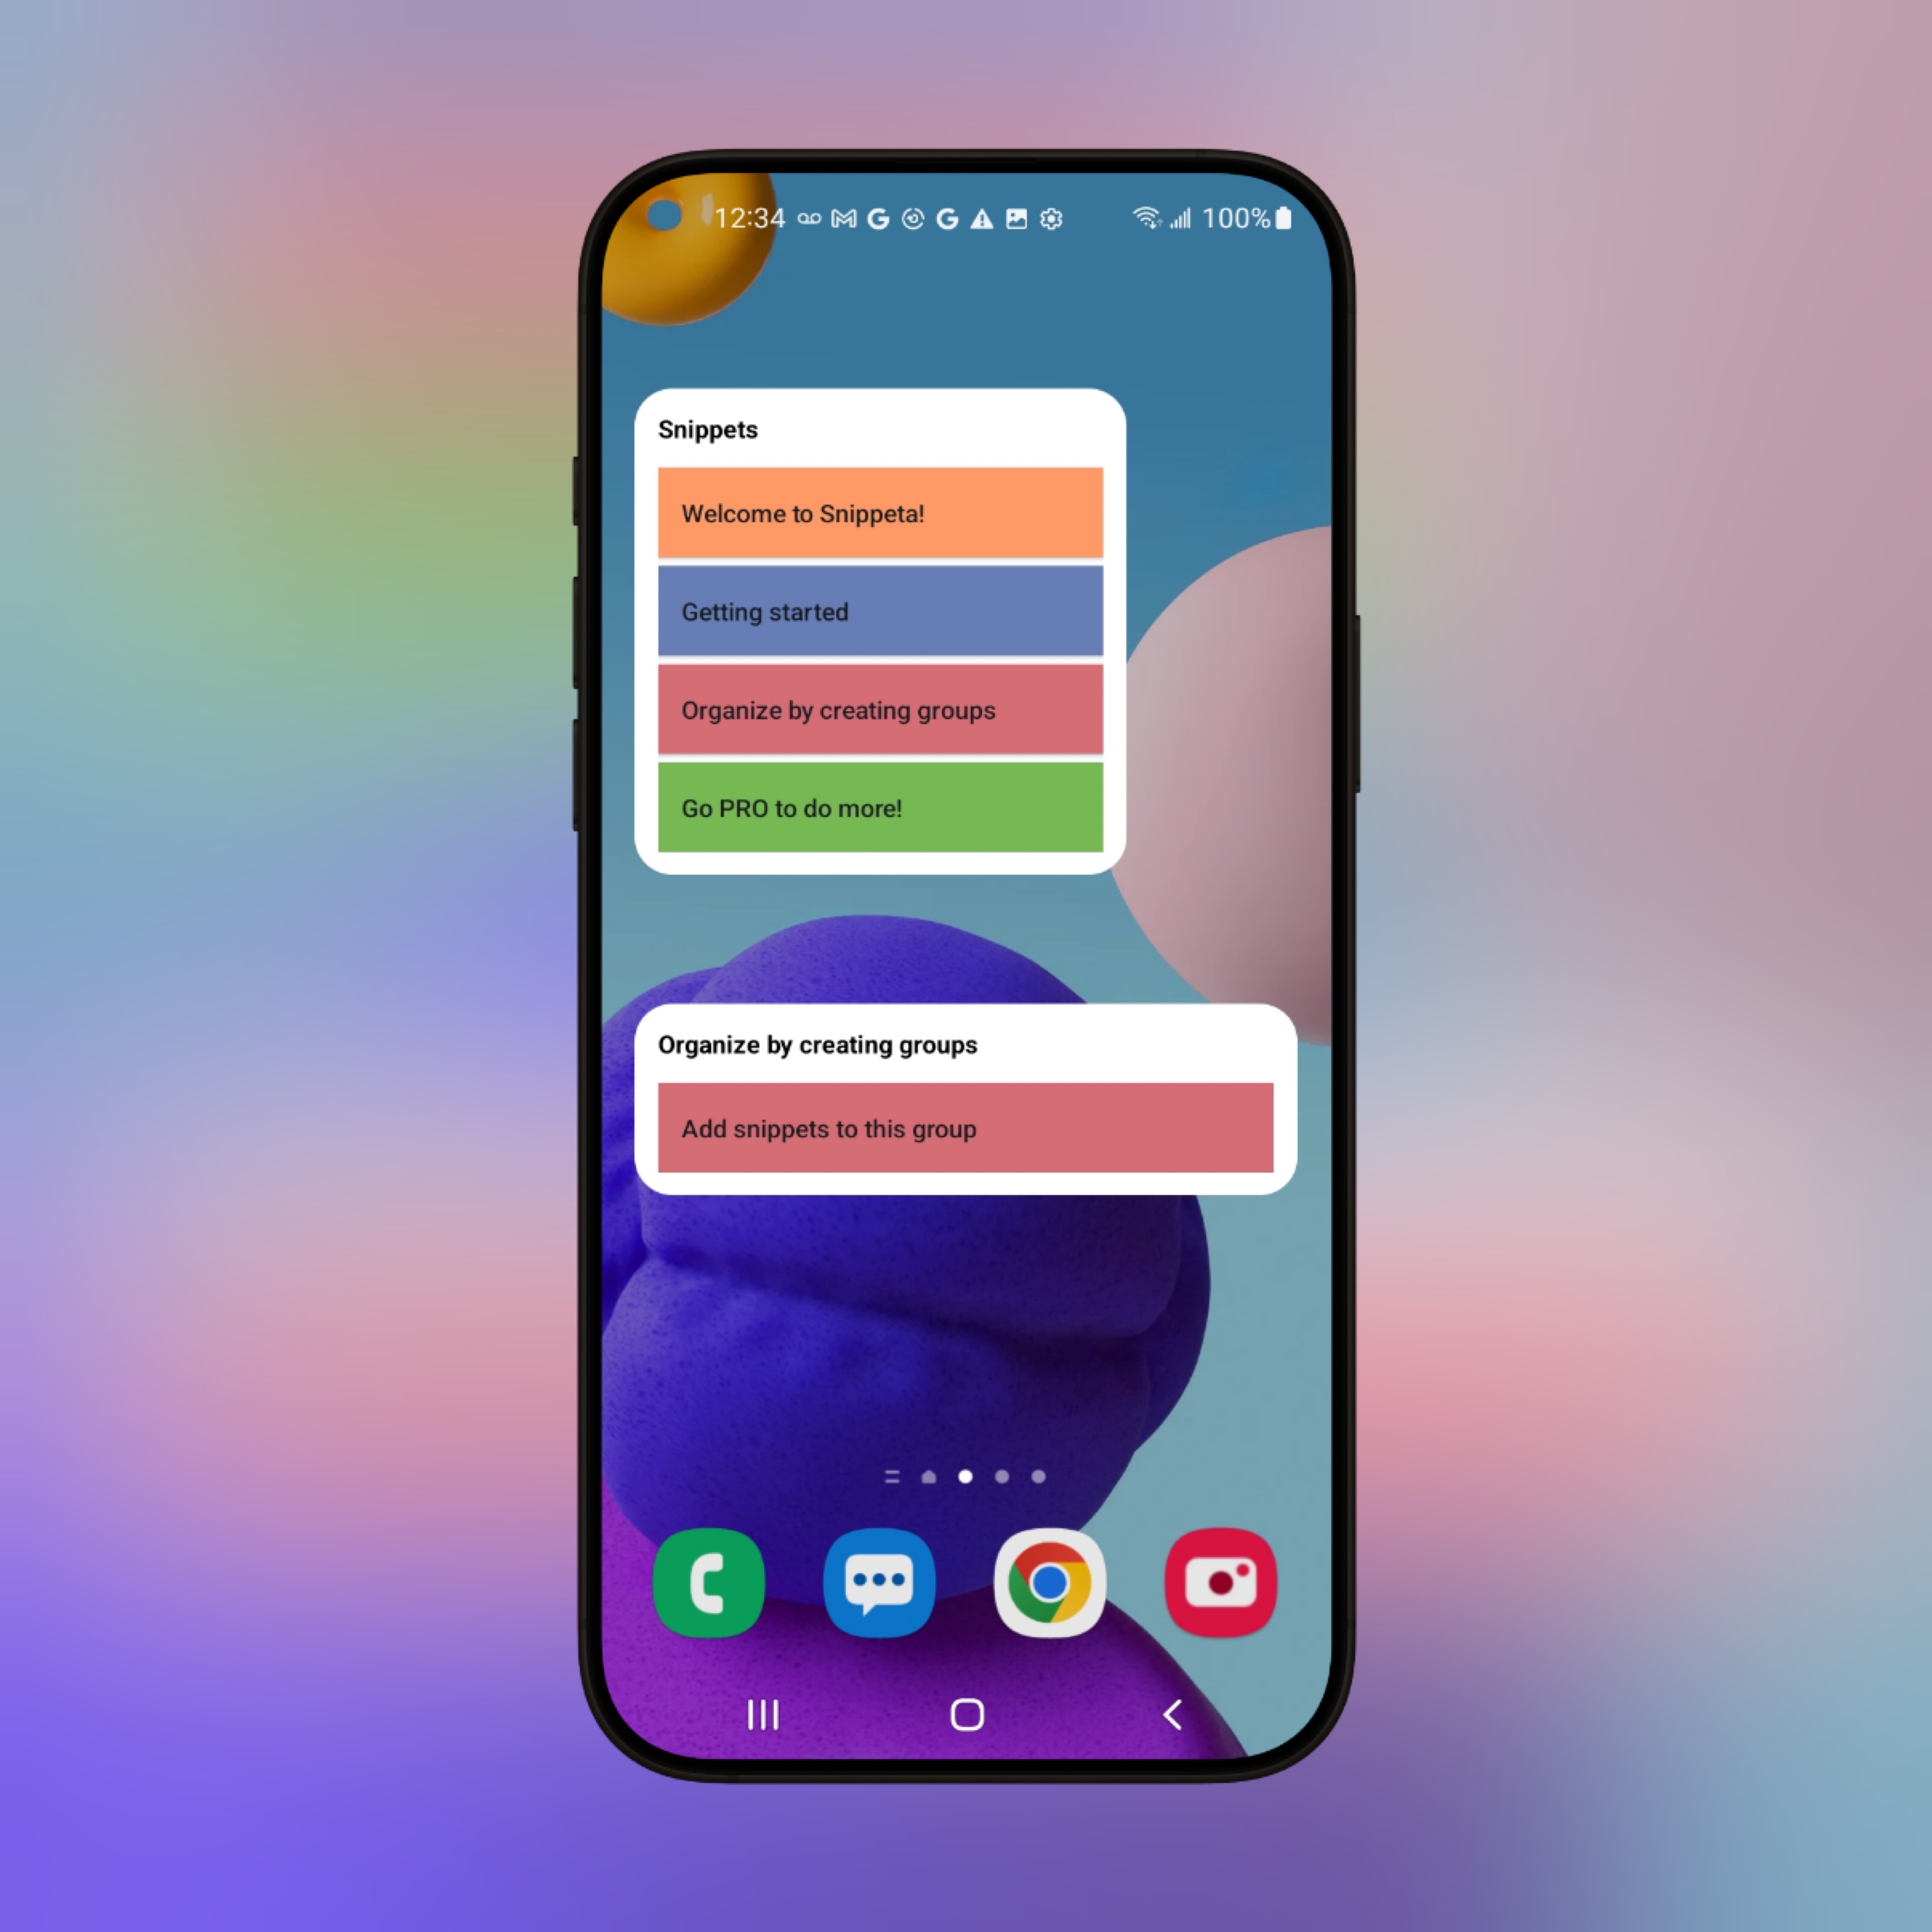 12:34 100%
Snippets
Welcome to Snippeta!
Getting started
Organize by creating groups
Go PRO to do more!
Organize by creating groups
Add snippets to this group